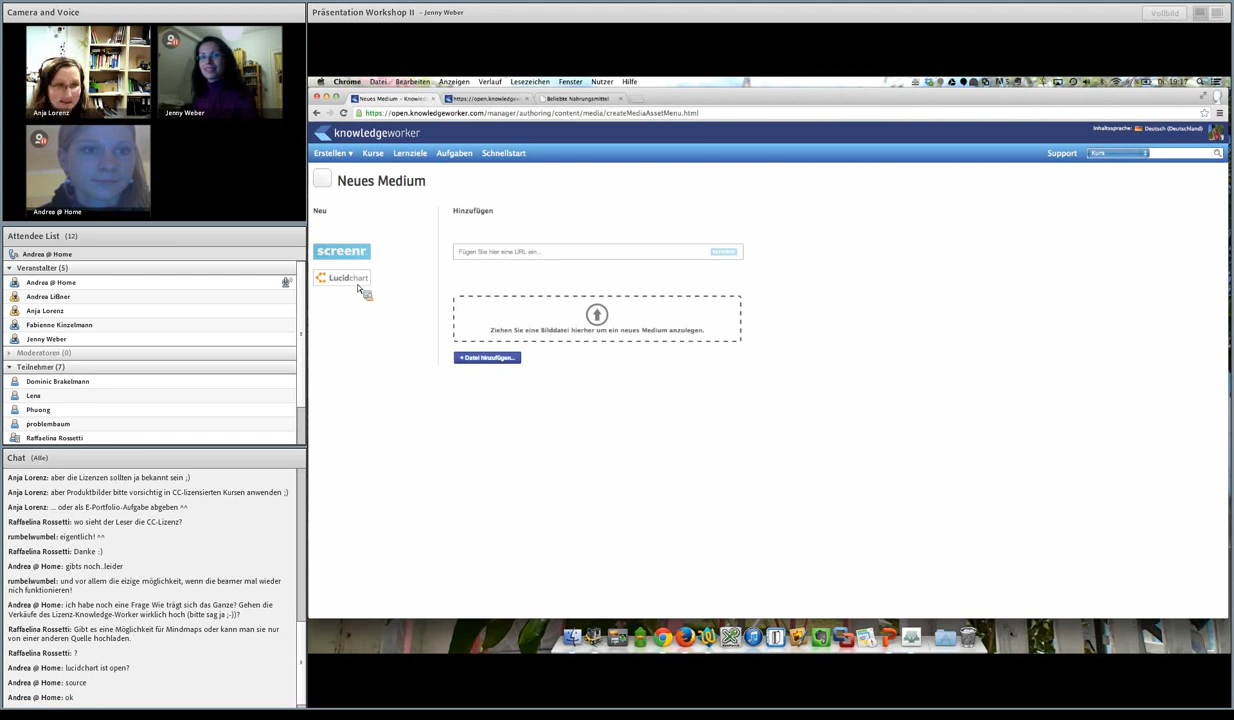 Camera and Voice
Anja Lorenz
Jenny Weber
Andrea @ Home
Attendee List (12)
Andrea @ Home
Veranstalter (5)
Andrea @ Home
Andrea Lißner
Anja Lorenz
Fabienne Kinzelmann
Jenny Weber
Moderatoren (0)
Teilnehmer (7)
Dominic Brakelmann
Lena
Phuong
problembaum
Raffaelina Rossetti
Chat (Alle)
Anja Lorenz: aber die Lizenzen sollten ja bekannt sein ;)
Anja Lorenz: aber Produktbilder bitte vorsichtig in CC-lizensierten Kursen anwenden ;)
Anja Lorenz: ... oder als E-Portfolio-Aufgabe abgeben ^^
Raffaelina Rossetti: wo sieht der Leser die CC-Lizenz?
rumbelwumbel: eigentlich! ^^
Raffaelina Rossetti: Danke :)
Andrea @ Home: gibts noch..leider
rumbelwumbel: und vor allem die eizige möglichkeit, wenn die beamer mal wieder
nich funktionieren!
Andrea @ Home: ich habe noch eine Frage Wie trägt sich das Ganze? Gehen die
Verkäufe des Lizenz-Knowledge-Worker wirklich hoch (bitte sag ja ;-))?
Raffaelina Rossetti: Gibt es eine Möglichkeit für Mindmaps oder kann man sie nur
von einer anderen Quelle hochladen.
Raffaelina Rossetti: ?
Andrea @ Home: lucidchart ist open?
Andrea @ Home: source
Andrea @ Home: ok
Präsentation Workshop II - Jenny Weber
Vollbild
Chrome Datei Bearbeiten Anzeigen Verlauf Lesezeichen Fenster Nutzer Hilfe
19:17
Neues Medium – Knowle
https://open.knowledgew
Beliebte Nahrungsmittel
https://open.knowledgeworker.com/manager/authoring/content/media/createMediaAssetMenu.html
knowledgeworker
Inhaltssprache: Deutsch (Deutschland)
Erstellen Kurse Lernziele Aufgaben Schnellstart
Support
Kurs
Neues Medium
Neu
Hinzufügen
screenr
Fügen Sie hier eine URL ein...
Lucidchart
Ziehen Sie eine Bilddatei hierher um ein neues Medium anzulegen.
+ Datei hinzufügen...